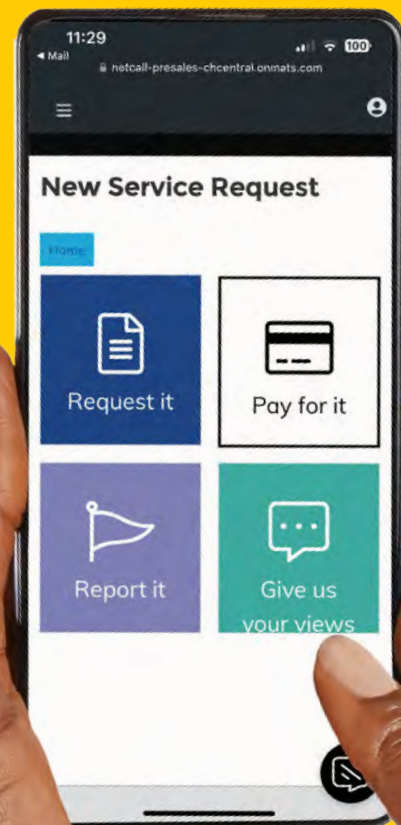 11:29
100
◀ Mail
netcall-presales-chcentral.onmats.com
New Service Request
Home
Request it
Pay for it
Report it
Give us
your views